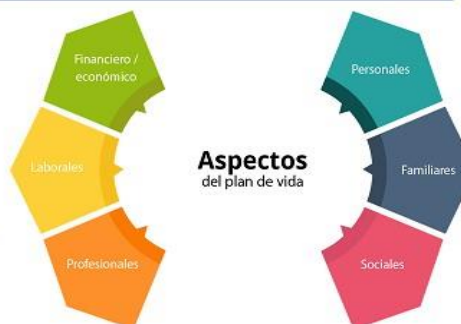 Financiero /
económico
Laborales
Profesionales
Aspectos
del plan de vida
Personales
Familiares
Sociales